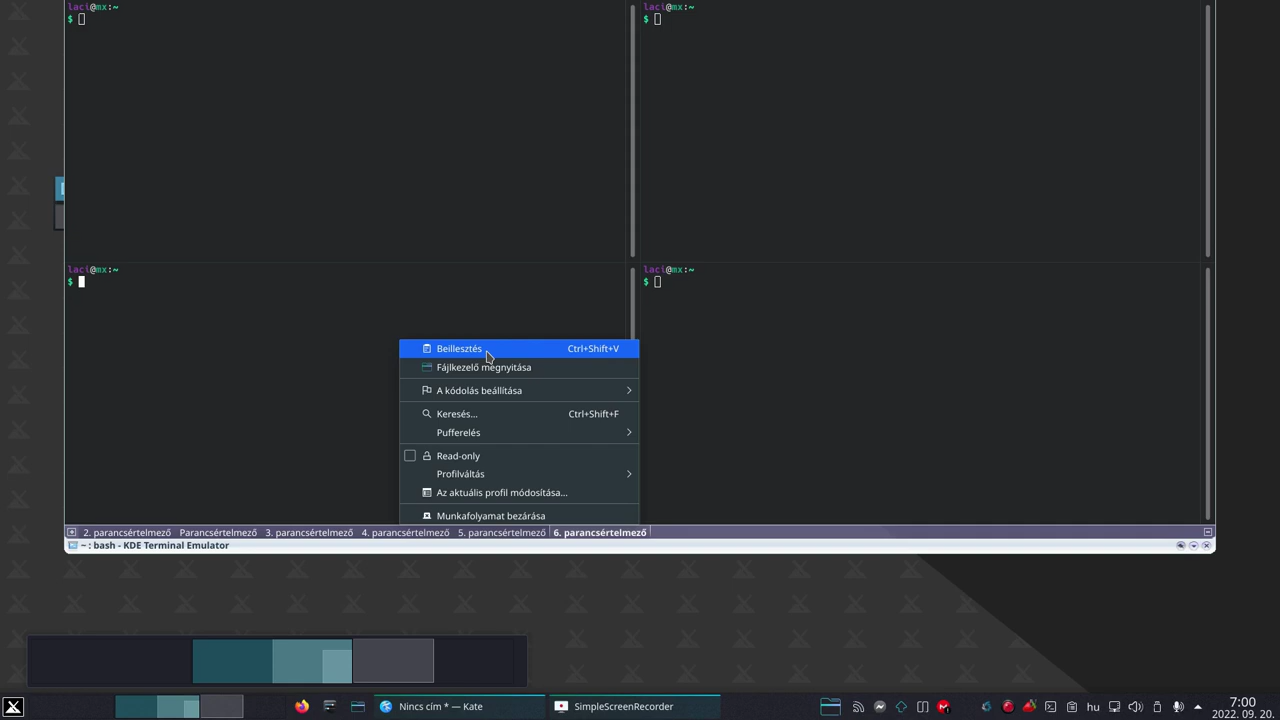 laci@mx:~
$
laci@mx:~
$
laci@mx:~
$
laci@mx:~
$
Beillesztés Ctrl+Shift+V
Fájlkezelő megnyitása
A kódolás beállítása
Keresés... Ctrl+Shift+F
Pufferelés
Read-only
Profilváltás
Az aktuális profil módosítása...
Munkafolyamat bezárása
2. parancsértelmező Parancsértelmező 3. parancsértelmező 4. parancsértelmező 5. parancsértelmező 6. parancsértelmező
~ : bash - KDE Terminal Emulator
Nincs cím * — Kate SimpleScreenRecorder hu 7:00
2022. 09. 20.